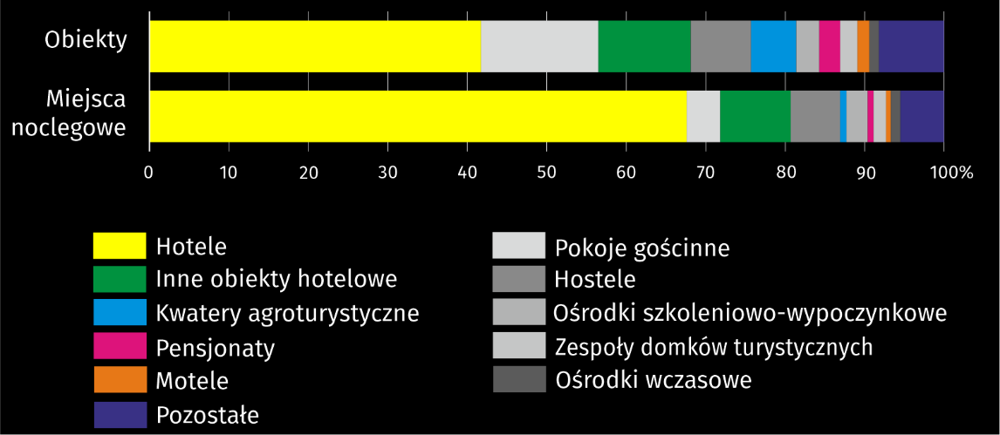 Obiekty
Miejsca
noclegowe
0 10 20 30 40 50 60 70 80 90 100%
Hotele
Inne obiekty hotelowe
Kwatery agroturystyczne
Pensjonaty
Motele
Pozostałe
Pokoje gościnne
Hostele
Ośrodki szkoleniowo-wypoczynkowe
Zespoły domków turystycznych
Ośrodki wczasowe